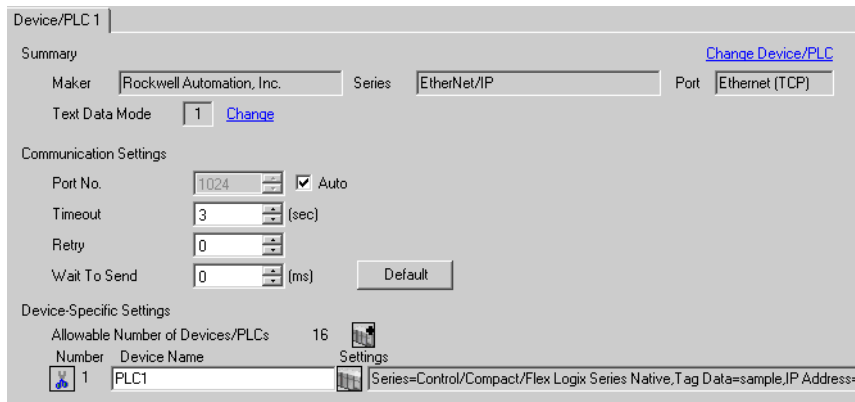 Device/PLC 1
Summary Change Device/PLC
Maker Rockwell Automation, Inc. Series EtherNet/IP Port Ethernet (TCP)
Text Data Mode 1 Change
Communication Settings
Port No. 1024 Auto
Timeout 3 (sec)
Retry 0
Wait To Send 0 (ms) Default
Device-Specific Settings
Allowable Number of Devices/PLCs 16
Number Device Name Settings
1 PLC1 Series=Control/Compact/Flex Logix Series Native,Tag Data=sample,IP Address=